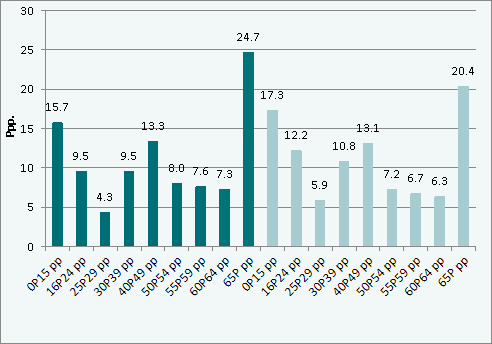 30
25
20
15
10
5
0
Ppp.
15.7
9.5
4.3
9.5
13.3
8.0
7.6
7.3
24.7
17.3
12.2
5.9
10.8
13.1
7.2
6.7
6.3
20.4
0P15 pp
16P24 pp
25P29 pp
30P39 pp
40P49 pp
50P54 pp
55P59 pp
60P64 pp
65P pp
0P15 pp
16P24 pp
25P29 pp
30P39 pp
40P49 pp
50P54 pp
55P59 pp
60P64 pp
65P pp